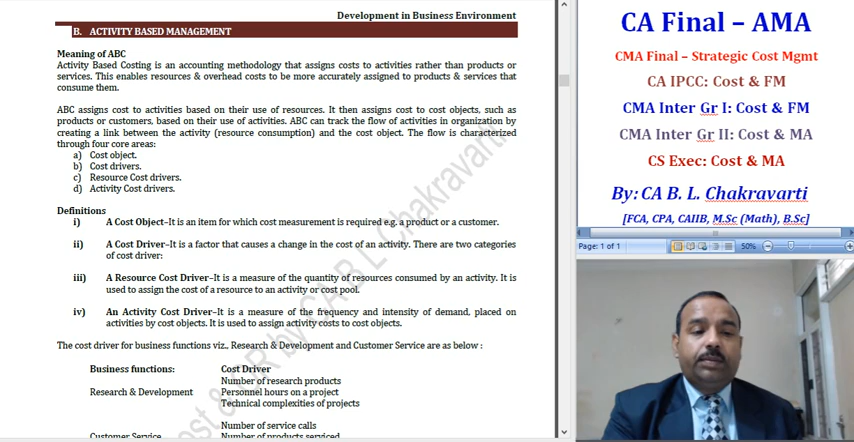 Development in Business Environment
B. ACTIVITY BASED MANAGEMENT
Meaning of ABC
Activity Based Costing is an accounting methodology that assigns costs to activities rather than products or
services. This enables resources & overhead costs to be more accurately assigned to products & services that
consume them.
ABC assigns cost to activities based on their use of resources. It then assigns cost to cost objects, such as
products or customers, based on their use of activities. ABC can track the flow of activities in organization by
creating a link between the activity (resource consumption) and the cost object. The flow is characterized
through four core areas:
a) Cost object.
b) Cost drivers.
c) Resource Cost drivers.
d) Activity Cost drivers.
Definitions
i) A Cost Object–It is an item for which cost measurement is required e.g. a product or a customer.
ii) A Cost Driver–It is a factor that causes a change in the cost of an activity. There are two categories
of cost driver:
iii) A Resource Cost Driver–It is a measure of the quantity of resources consumed by an activity. It is
used to assign the cost of a resource to an activity or cost pool.
iv) An Activity Cost Driver–It is a measure of the frequency and intensity of demand, placed on
activities by cost objects. It is used to assign activity costs to cost objects.
The cost driver for business functions viz., Research & Development and Customer Service are as below :
Business functions: Cost Driver
Number of research products
Research & Development Personnel hours on a project
Technical complexities of projects
Number of service calls
Customer Service Number of products serviced
by CA B L Chakravarti
CA Final – AMA
CMA Final – Strategic Cost Mgmt
CA IPCC: Cost & FM
CMA Inter Gr I: Cost & FM
CMA Inter Gr II: Cost & MA
CS Exec: Cost & MA
By: CA B. L. Chakravarti
[FCA, CPA, CAIIB, M.Sc (Math), B.Sc]
Page: 1 of 1
50%